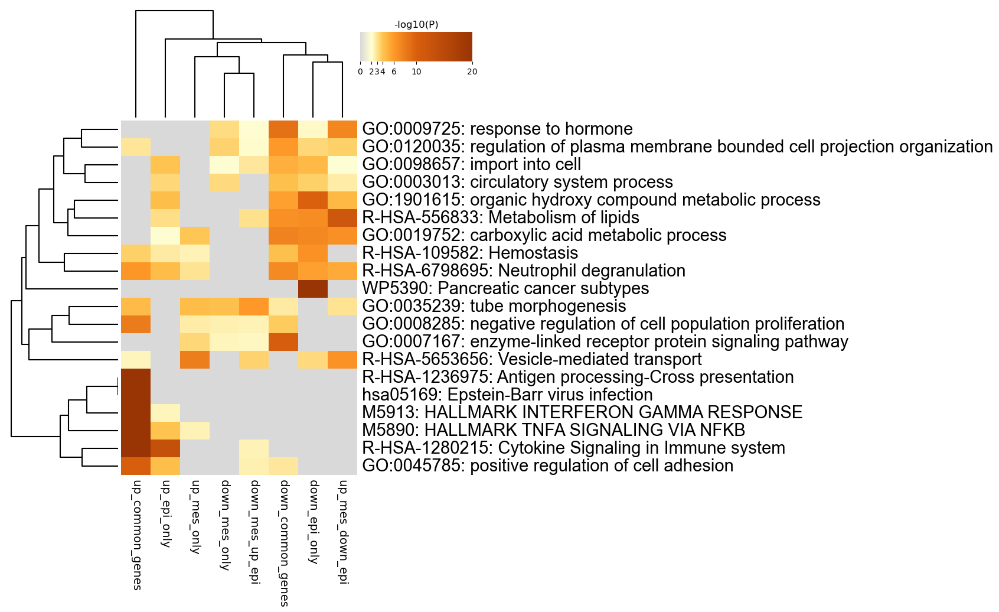 -log10(P)
0 2 3 4 6 10 20
GO:0009725: response to hormone
GO:0120035: regulation of plasma membrane bounded cell projection organization
GO:0098657: import into cell
GO:0003013: circulatory system process
GO:1901615: organic hydroxy compound metabolic process
R-HSA-556833: Metabolism of lipids
GO:0019752: carboxylic acid metabolic process
R-HSA-109582: Hemostasis
R-HSA-6798695: Neutrophil degranulation
WP5390: Pancreatic cancer subtypes
GO:0035239: tube morphogenesis
GO:0008285: negative regulation of cell population proliferation
GO:0007167: enzyme-linked receptor protein signaling pathway
R-HSA-5653656: Vesicle-mediated transport
R-HSA-1236975: Antigen processing-Cross presentation
hsa05169: Epstein-Barr virus infection
M5913: HALLMARK INTERFERON GAMMA RESPONSE
M5890: HALLMARK TNFA SIGNALING VIA NFKB
R-HSA-1280215: Cytokine Signaling in Immune system
GO:0045785: positive regulation of cell adhesion
up_common_genes
up_epi_only
up_mes_only
down_mes_only
down_mes_up_epi
down_common_genes
down_epi_only
up_mes_down_epi